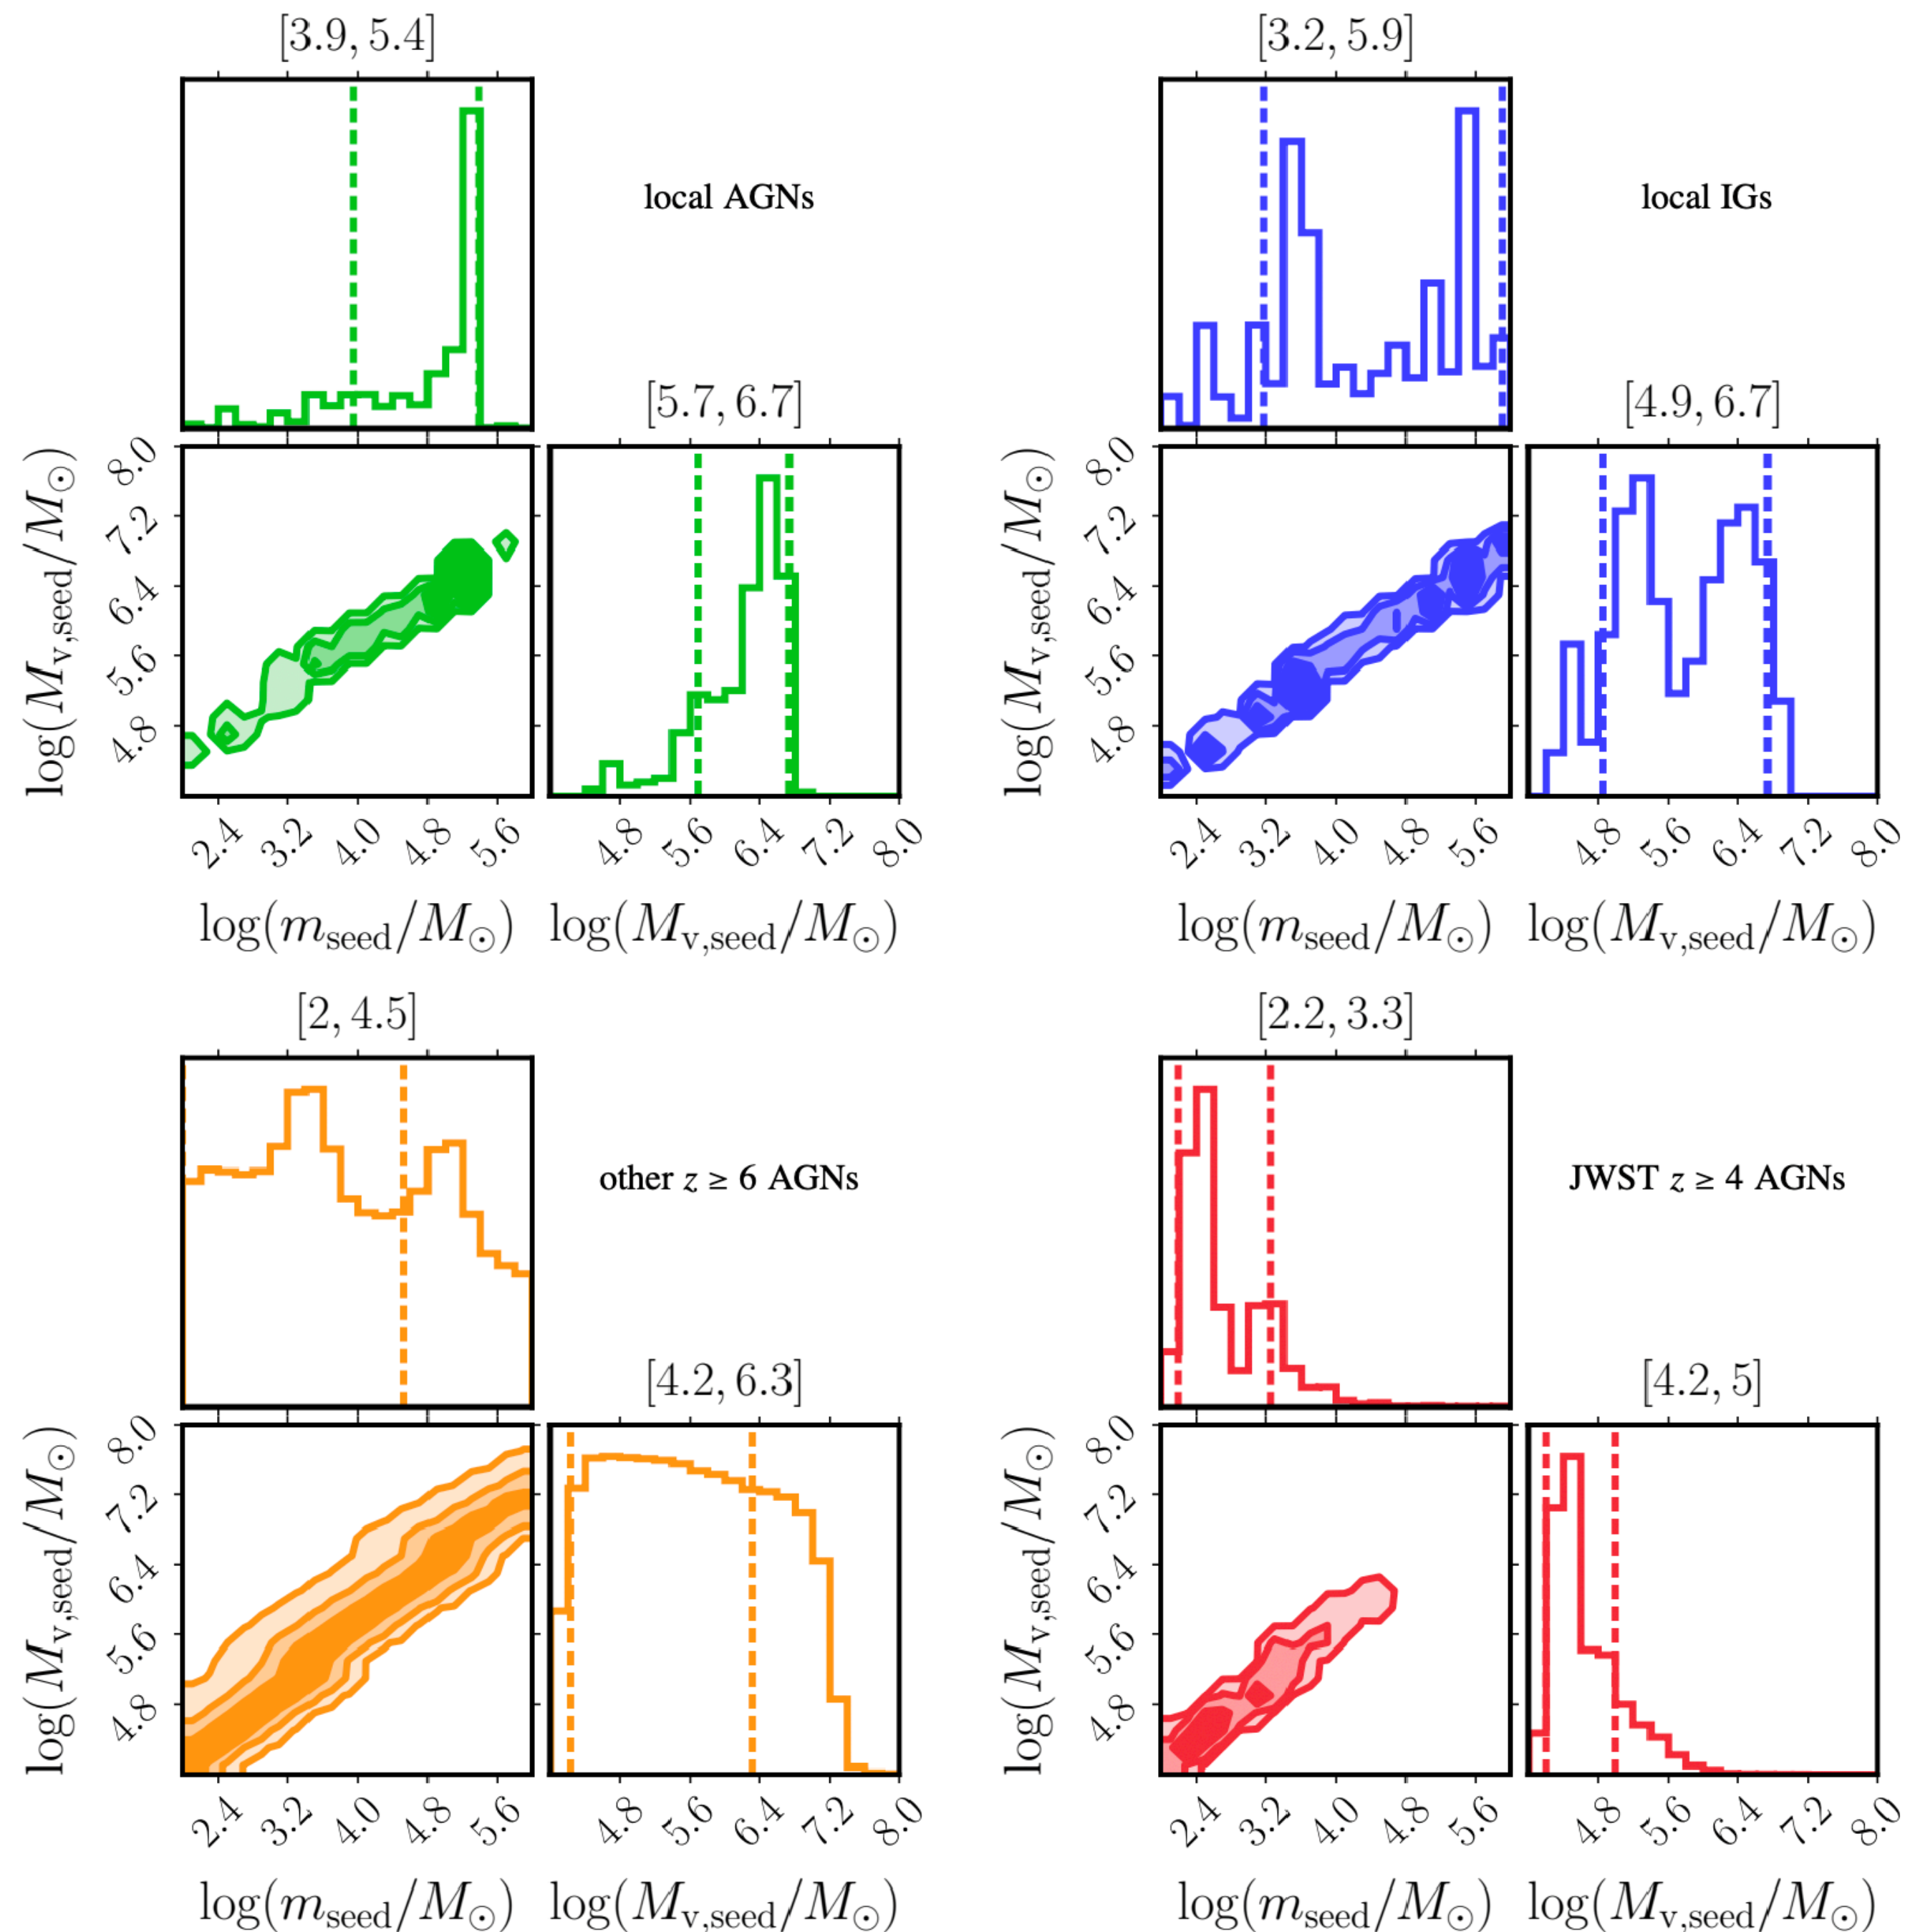 [3.9, 5.4]
local AGNs
[5.7, 6.7]
log(M_v,seed/M_⊙)
8.0
7.2
6.4
5.6
4.8
2.4 3.2 4.0 4.8 5.6
4.8 5.6 6.4 7.2 8.0
log(m_seed/M_⊙) log(M_v,seed/M_⊙)
[3.2, 5.9]
local IGs
[4.9, 6.7]
log(M_v,seed/M_⊙)
8.0
7.2
6.4
5.6
4.8
2.4 3.2 4.0 4.8 5.6
4.8 5.6 6.4 7.2 8.0
log(m_seed/M_⊙) log(M_v,seed/M_⊙)
[2, 4.5]
other z ≥ 6 AGNs
[4.2, 6.3]
log(M_v,seed/M_⊙)
8.0
7.2
6.4
5.6
4.8
2.4 3.2 4.0 4.8 5.6
4.8 5.6 6.4 7.2 8.0
log(m_seed/M_⊙) log(M_v,seed/M_⊙)
[2.2, 3.3]
JWST z ≥ 4 AGNs
[4.2, 5]
log(M_v,seed/M_⊙)
8.0
7.2
6.4
5.6
4.8
2.4 3.2 4.0 4.8 5.6
4.8 5.6 6.4 7.2 8.0
log(m_seed/M_⊙) log(M_v,seed/M_⊙)